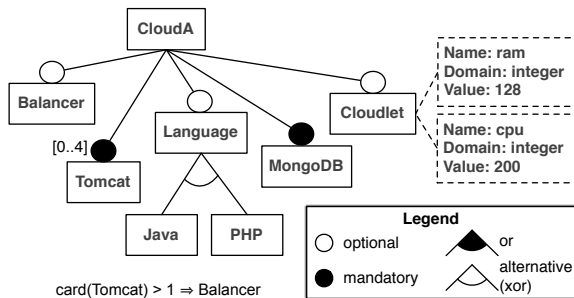 CloudA
Name: ram
Domain: integer
Value: 128
Balancer
Cloudlet
Language
[0..4]
Name: cpu
Domain: integer
Value: 200
Tomcat
MongoDB
Java
PHP
Legend
optional
or
mandatory
alternative
(xor)
card(Tomcat) > 1 ⇒ Balancer